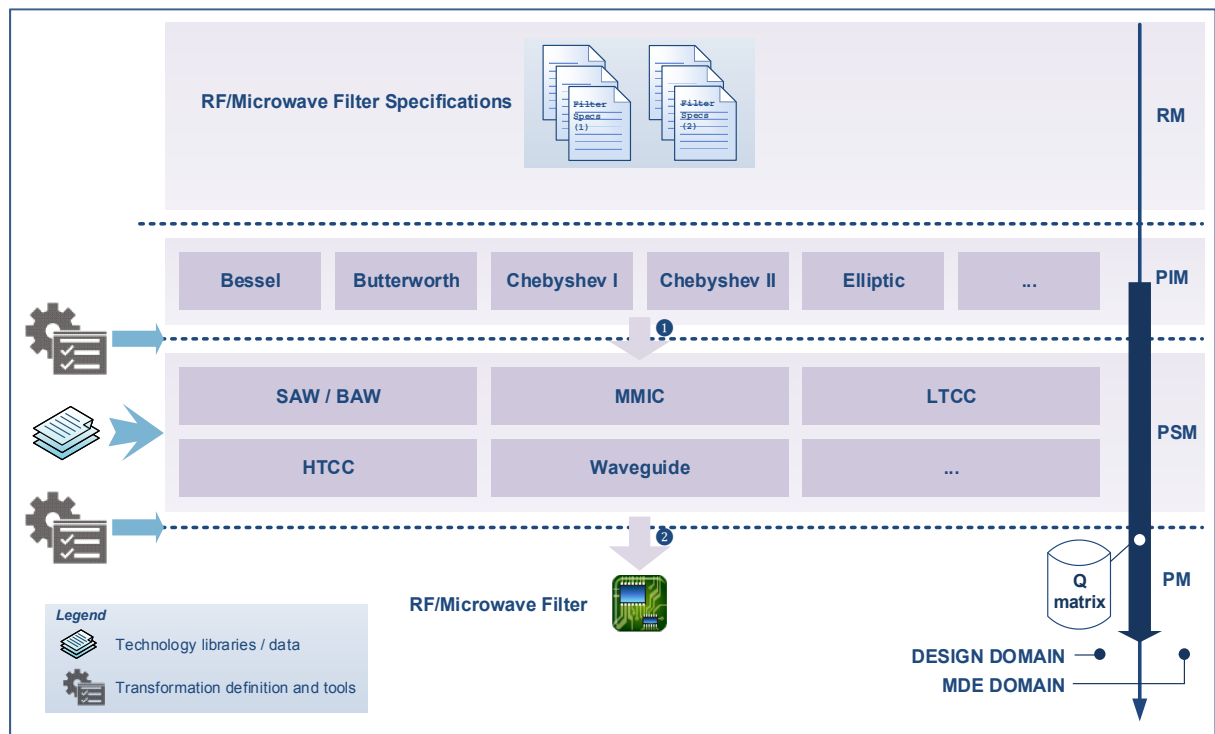 RF/Microwave Filter Specifications
Filter
Specs
(1)
Filter
Specs
(2)
RM
Bessel
Butterworth
Chebyshev I
Chebyshev II
Elliptic
...
PIM
1
SAW / BAW
MMIC
LTCC
HTCC
Waveguide
...
PSM
2
RF/Microwave Filter
Q
matrix
PM
DESIGN DOMAIN
MDE DOMAIN
Legend
Technology libraries / data
Transformation definition and tools